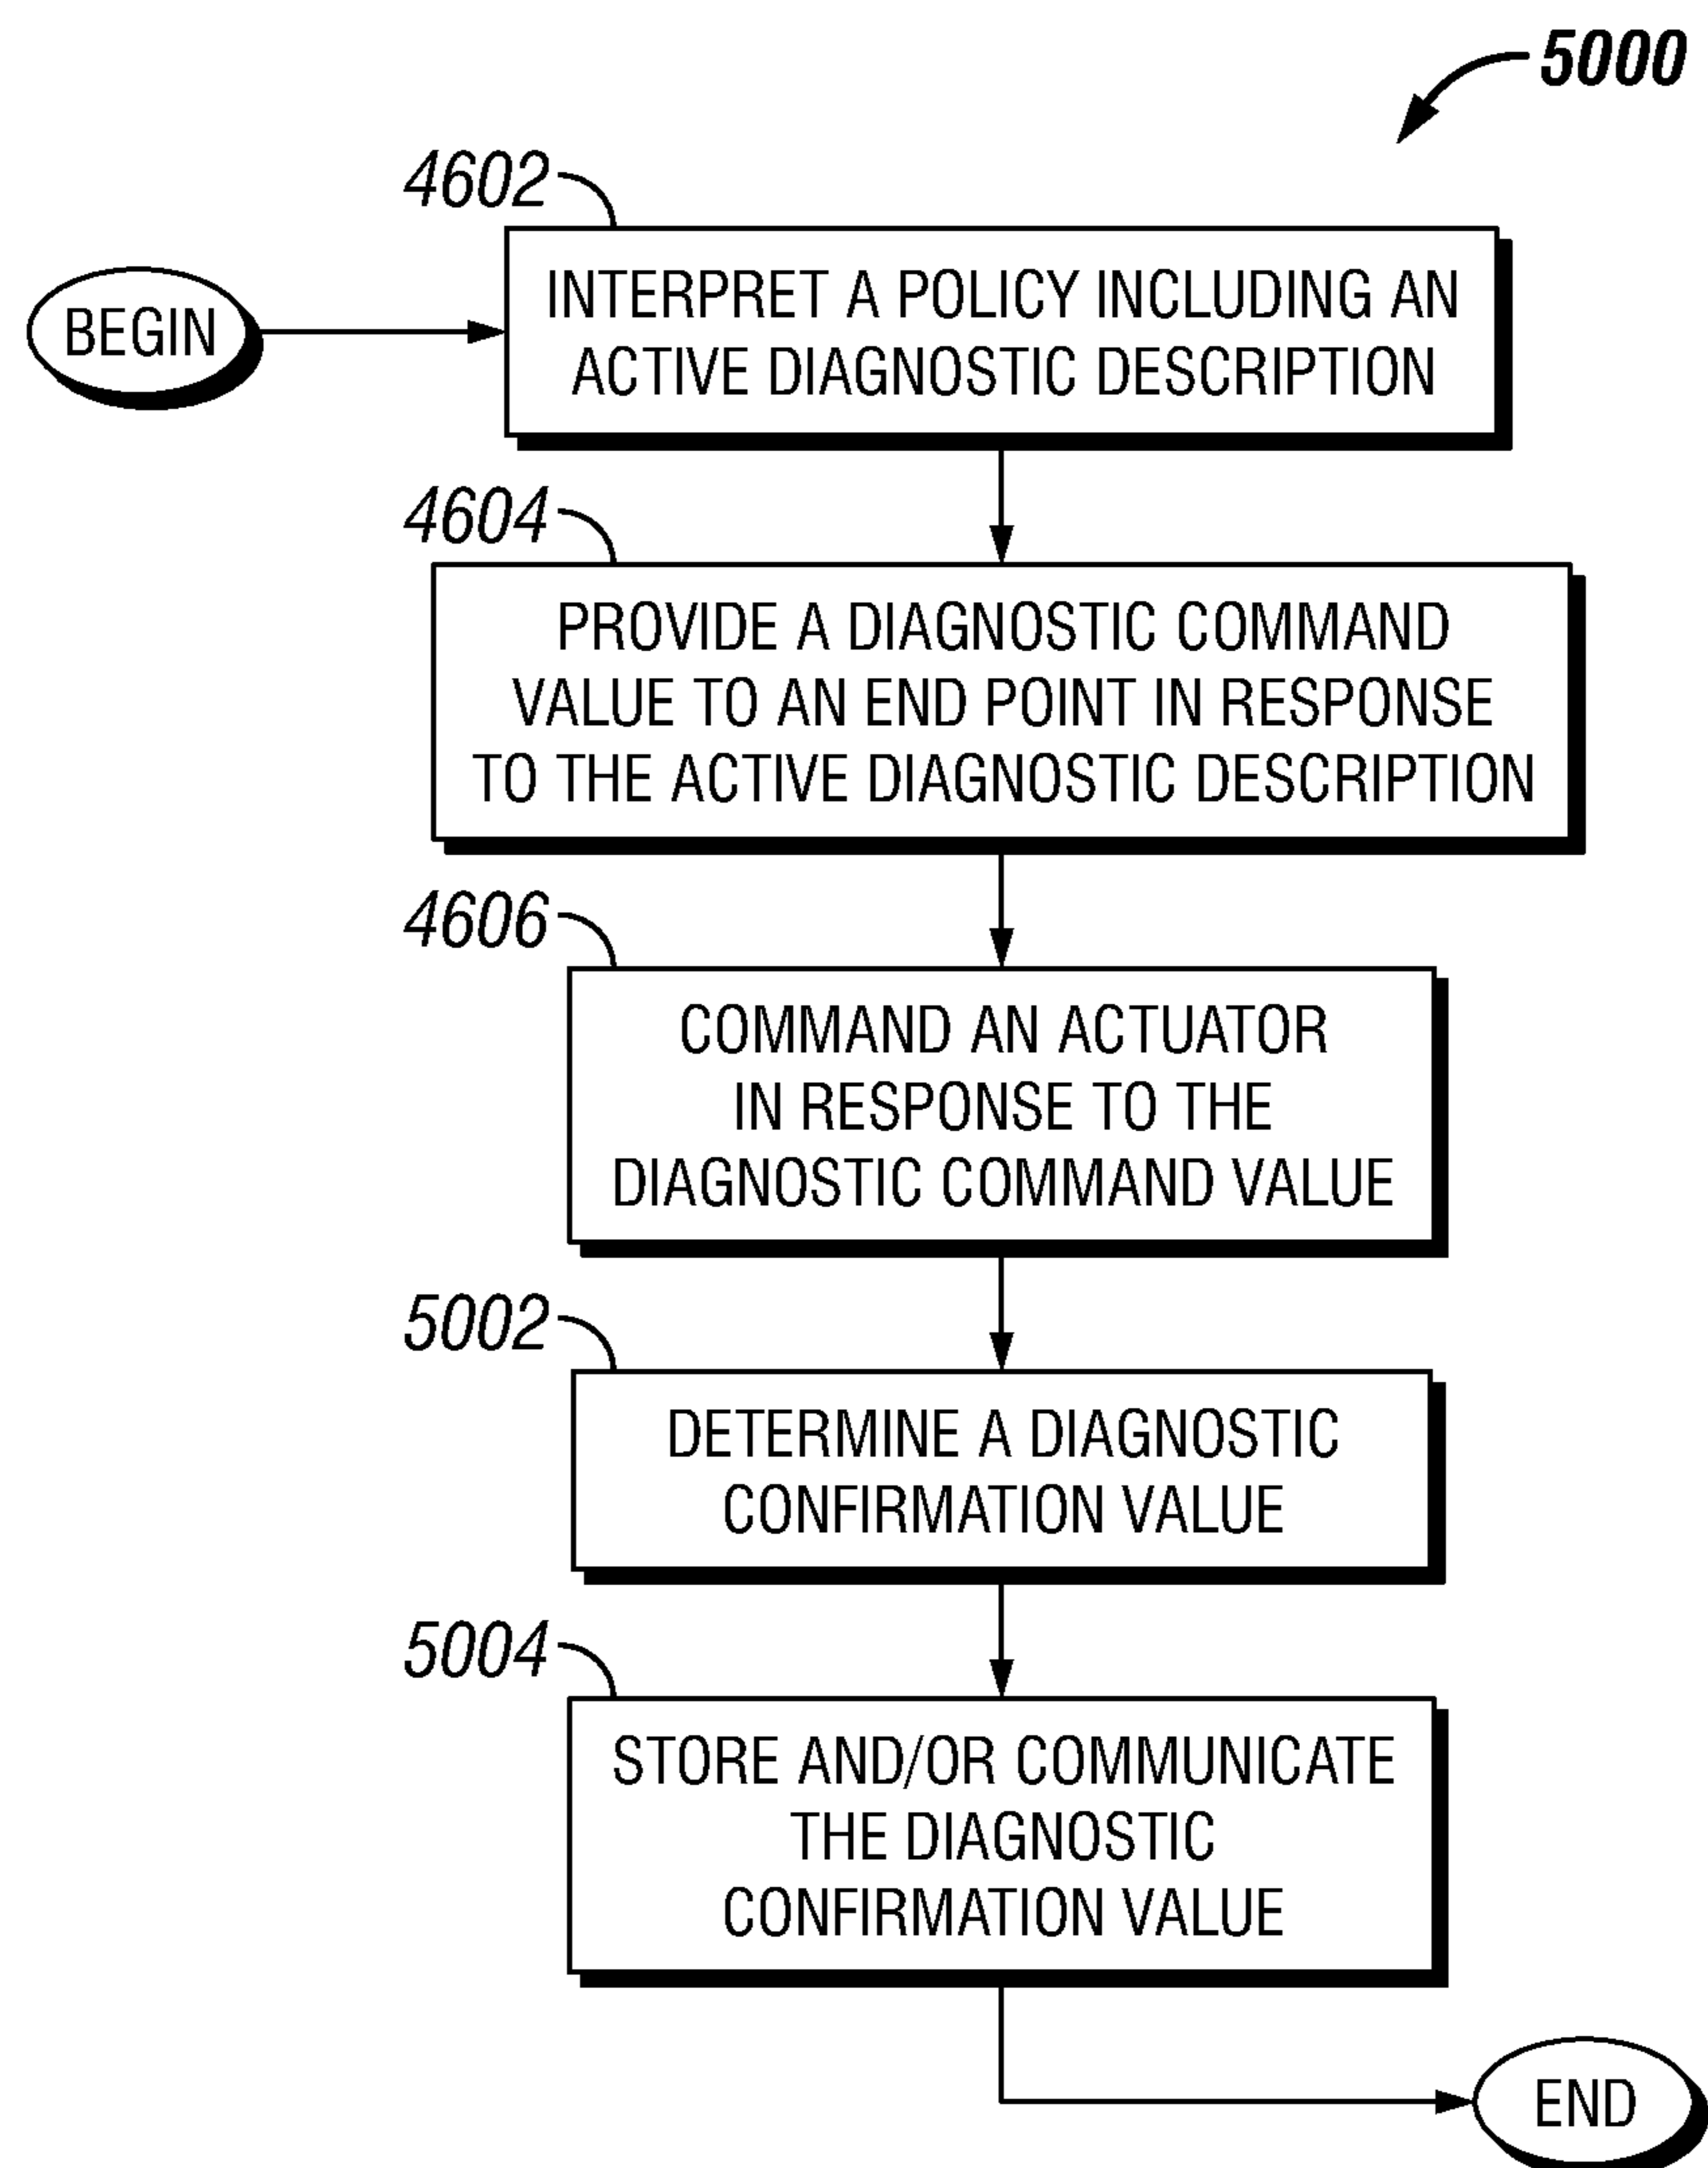 5000
4602
BEGIN
INTERPRET A POLICY INCLUDING AN
ACTIVE DIAGNOSTIC DESCRIPTION
4604
PROVIDE A DIAGNOSTIC COMMAND
VALUE TO AN END POINT IN RESPONSE
TO THE ACTIVE DIAGNOSTIC DESCRIPTION
4606
COMMAND AN ACTUATOR
IN RESPONSE TO THE
DIAGNOSTIC COMMAND VALUE
5002
DETERMINE A DIAGNOSTIC
CONFIRMATION VALUE
5004
STORE AND/OR COMMUNICATE
THE DIAGNOSTIC
CONFIRMATION VALUE
END